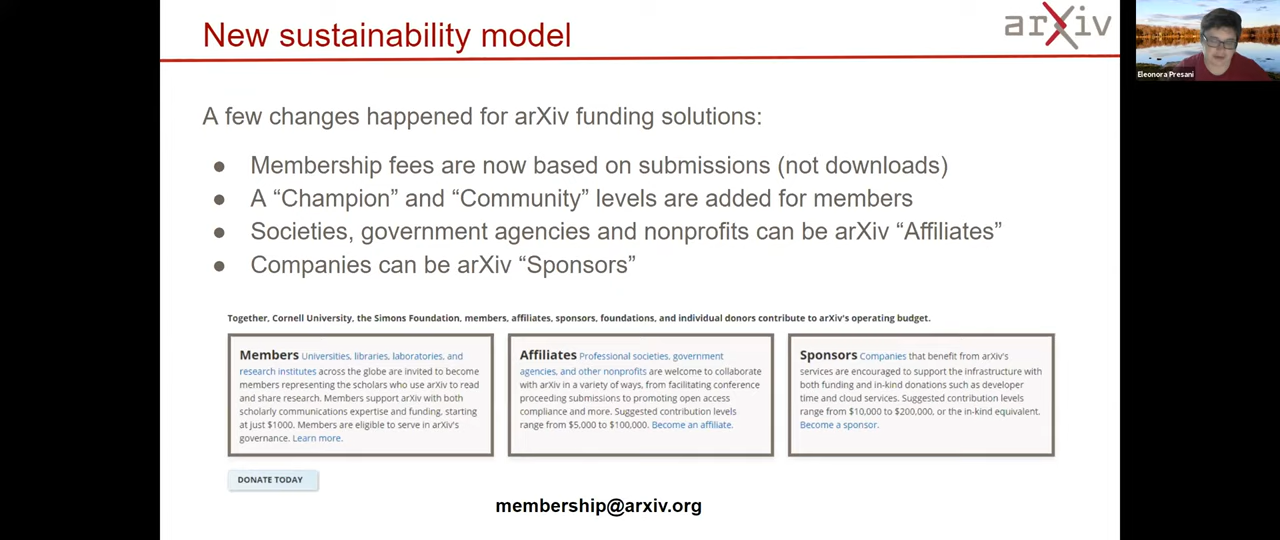 New sustainability model
arXiv
Eleonora Presani
A few changes happened for arXiv funding solutions:
● Membership fees are now based on submissions (not downloads)
● A “Champion” and “Community” levels are added for members
● Societies, government agencies and nonprofits can be arXiv “Affiliates”
● Companies can be arXiv “Sponsors”
Together, Cornell University, the Simons Foundation, members, affiliates, sponsors, foundations, and individual donors contribute to arXiv's operating budget.
Members Universities, libraries, laboratories, and
research institutes across the globe are invited to become
members representing the scholars who use arXiv to read
and share research. Members support arXiv with both
scholarly communications expertise and funding, starting
at just $1000. Members are eligible to serve in arXiv's
governance. Learn more.
Affiliates Professional societies, government
agencies, and other nonprofits are welcome to collaborate
with arXiv in a variety of ways, from facilitating conference
proceeding submissions to promoting open access
compliance and more. Suggested contribution levels
range from $5,000 to $100,000. Become an affiliate.
Sponsors Companies that benefit from arXiv's
services are encouraged to support the infrastructure with
both funding and in-kind donations such as developer
time and cloud services. Suggested contribution levels
range from $10,000 to $200,000, or the in-kind equivalent.
Become a sponsor.
DONATE TODAY
membership@arxiv.org